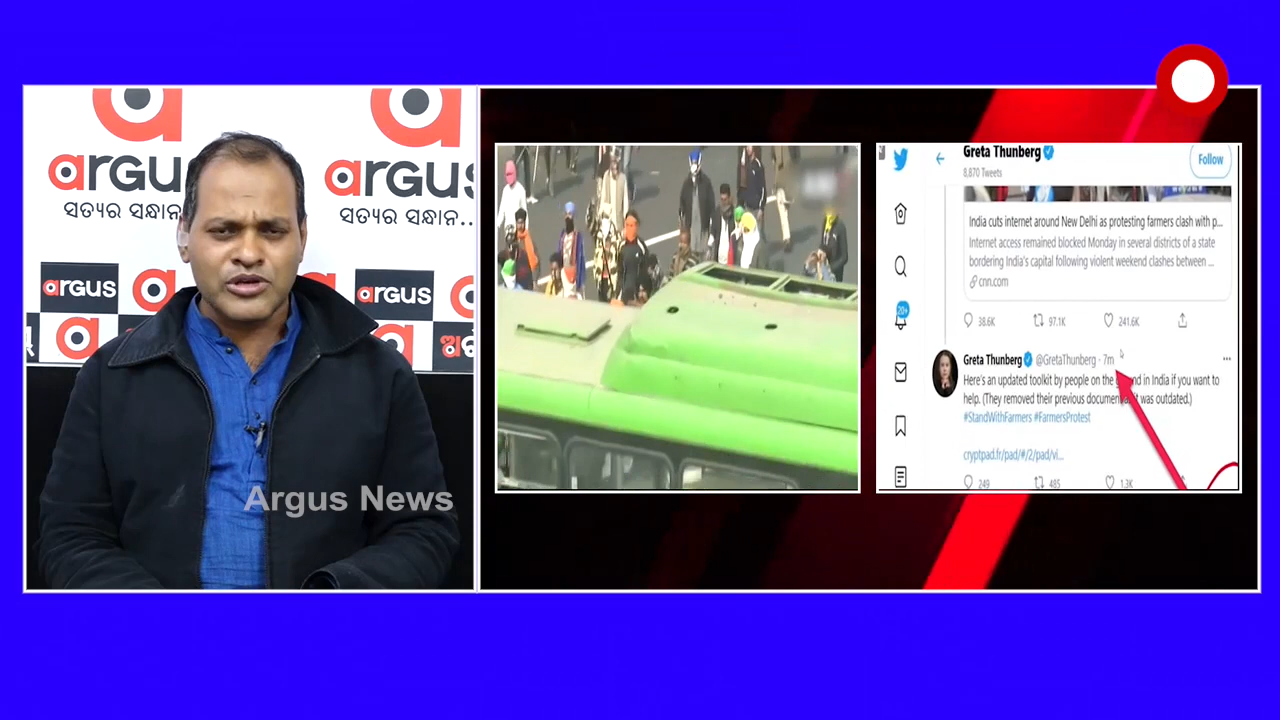 argus
ସତ୍ୟର ସନ୍ଧାନ
argus
ସତ୍ୟର ସନ୍ଧାନ...
argus
argus
Argus News
Greta Thunberg
8,870 Tweets
Follow
India cuts internet around New Delhi as protesting farmers clash with p...
Internet access remained blocked Monday in several districts of a state
bordering India's capital following violent weekend clashes between ...
cnn.com
38.6K 97.1K 241.6K
20+
Greta Thunberg @GretaThunberg · 7m
Here's an updated toolkit by people on the in India if you want to
help. (They removed their previous was outdated.)
#StandWithFarmers #FarmersProtest
cryptpad.fr/pad/#/2/pad/vi...
249 485 1.3K